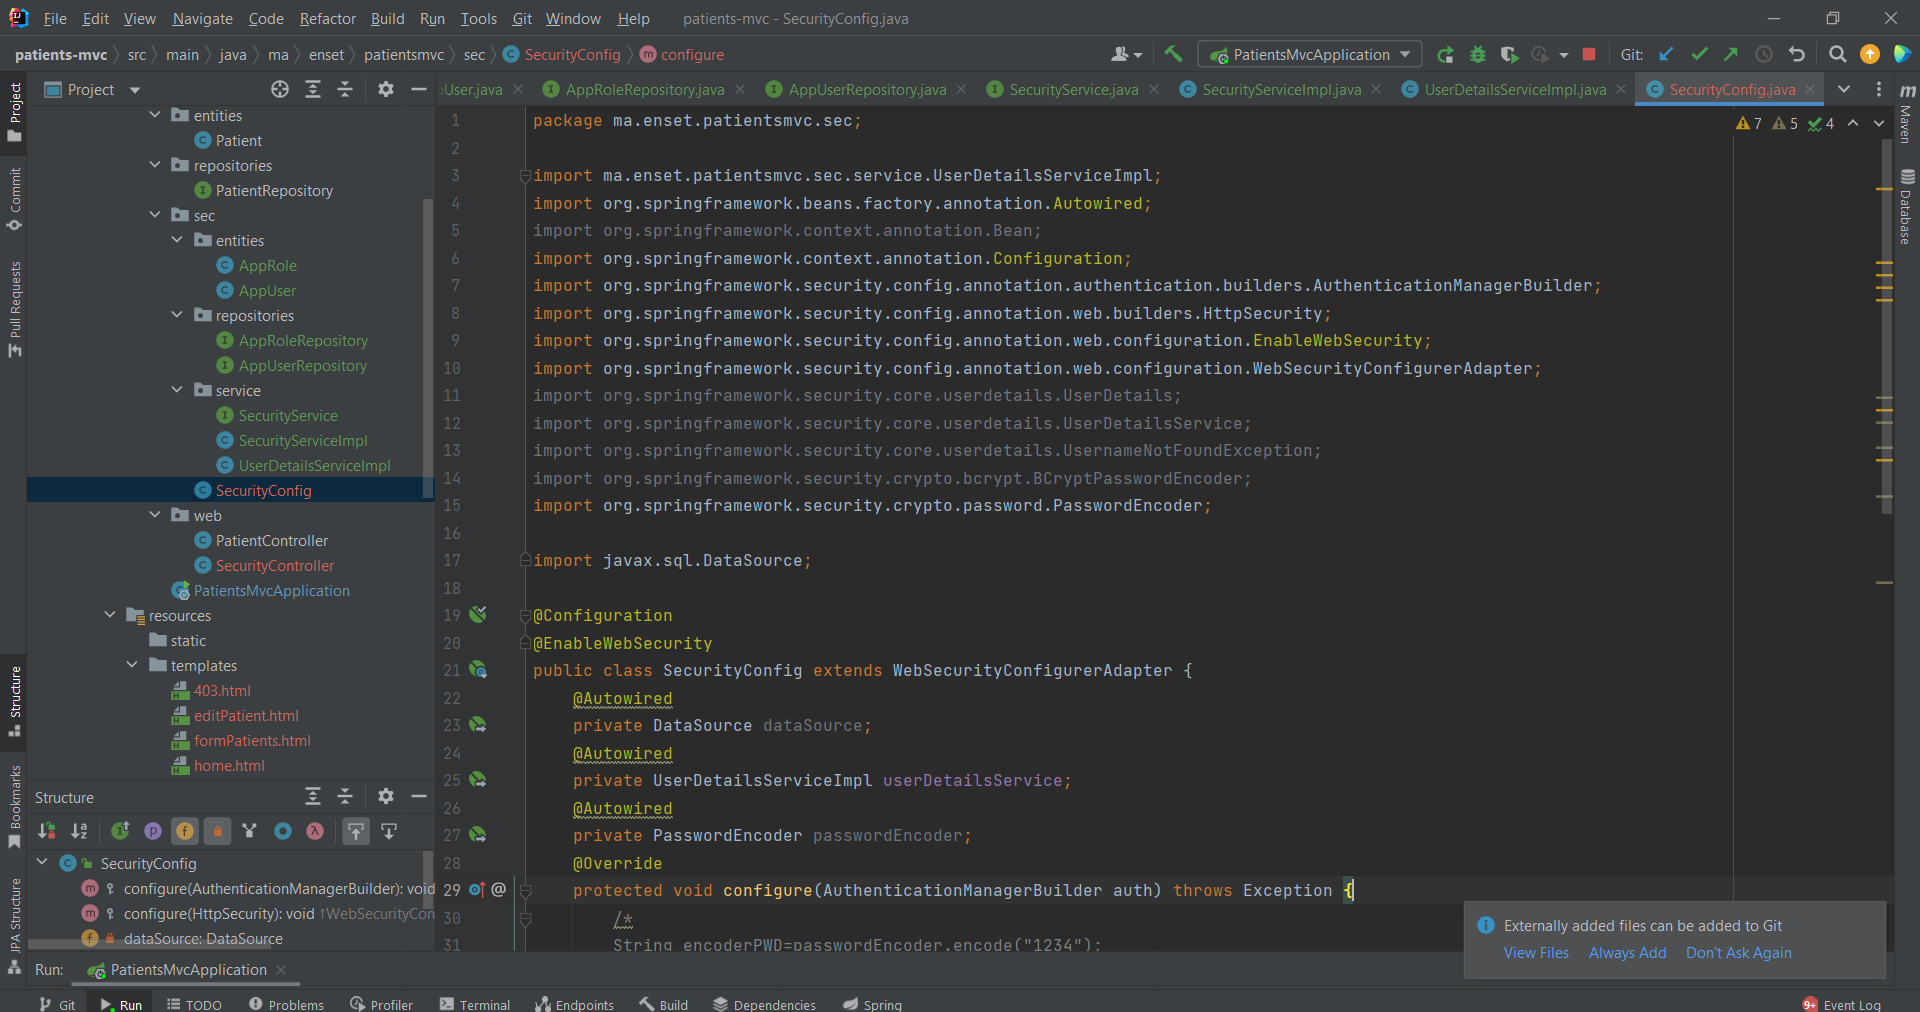 File Edit View Navigate Code Refactor Build Run Tools Git Window Help patients-mvc - SecurityConfig.java
patients-mvc src main java ma enset patientsmvc sec SecurityConfig configure PatientsMvcApplication Git:
Project
User.java AppRoleRepository.java AppUserRepository.java SecurityService.java SecurityServiceImpl.java UserDetailsServiceImpl.java SecurityConfig.java
7 5 4
Project
Commit
Pull Requests
Structure
Bookmarks
JPA Structure
Maven
Database
entities
Patient
repositories
PatientRepository
sec
entities
AppRole
AppUser
repositories
AppRoleRepository
AppUserRepository
service
SecurityService
SecurityServiceImpl
UserDetailsServiceImpl
SecurityConfig
web
PatientController
SecurityController
PatientsMvcApplication
resources
static
templates
403.html
editPatient.html
formPatients.html
home.html
Structure
SecurityConfig
configure(AuthenticationManagerBuilder): void
configure(HttpSecurity): void ↑WebSecurityCon
dataSource: DataSource
1 package ma.enset.patientsmvc.sec;
2
3 import ma.enset.patientsmvc.sec.service.UserDetailsServiceImpl;
4 import org.springframework.beans.factory.annotation.Autowired;
5 import org.springframework.context.annotation.Bean;
6 import org.springframework.context.annotation.Configuration;
7 import org.springframework.security.config.annotation.authentication.builders.AuthenticationManagerBuilder;
8 import org.springframework.security.config.annotation.web.builders.HttpSecurity;
9 import org.springframework.security.config.annotation.web.configuration.EnableWebSecurity;
10 import org.springframework.security.config.annotation.web.configuration.WebSecurityConfigurerAdapter;
11 import org.springframework.security.core.userdetails.UserDetails;
12 import org.springframework.security.core.userdetails.UserDetailsService;
13 import org.springframework.security.core.userdetails.UsernameNotFoundException;
14 import org.springframework.security.crypto.bcrypt.BCryptPasswordEncoder;
15 import org.springframework.security.crypto.password.PasswordEncoder;
16
17 import javax.sql.DataSource;
18
19 @Configuration
20 @EnableWebSecurity
21 public class SecurityConfig extends WebSecurityConfigurerAdapter {
22 @Autowired
23 private DataSource dataSource;
24 @Autowired
25 private UserDetailsServiceImpl userDetailsService;
26 @Autowired
27 private PasswordEncoder passwordEncoder;
28 @Override
29 protected void configure(AuthenticationManagerBuilder auth) throws Exception {
30 /*
31 String encoderPWD=passwordEncoder.encode("1234");
Externally added files can be added to Git
View Files Always Add Don't Ask Again
Run: PatientsMvcApplication
Git Run TODO Problems Profiler Terminal Endpoints Build Dependencies Spring 9+ Event Log